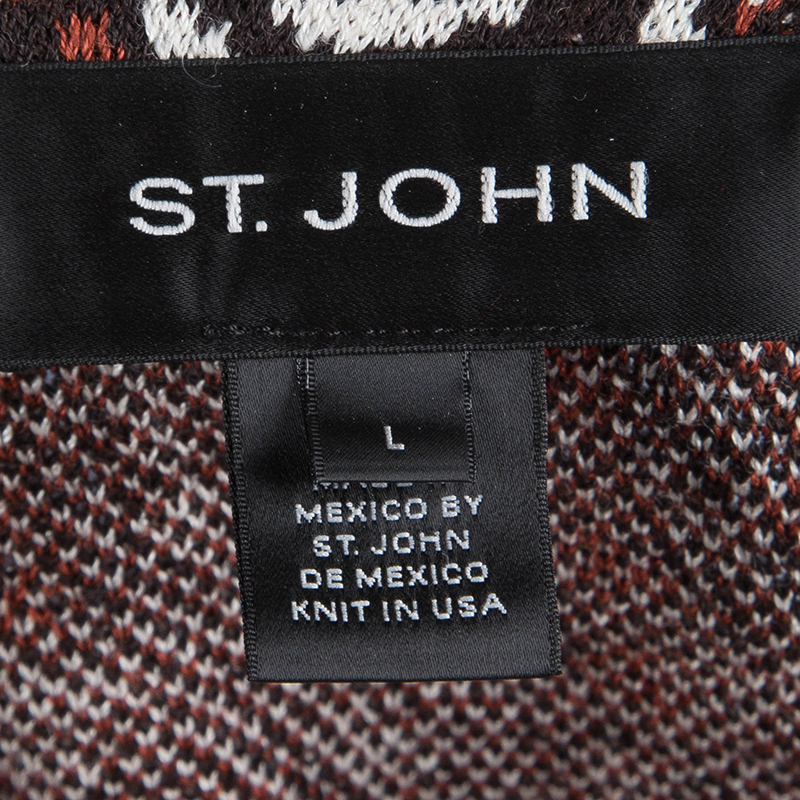 ST. JOHN
L
MEXICO BY
ST. JOHN
DE MEXICO
KNIT IN USA